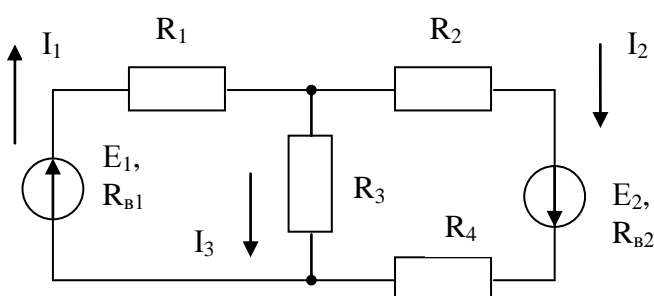 R₁
R₂
I₁
I₂
E₁,
Rв1
R₃
E₂,
Rв2
I₃
R₄